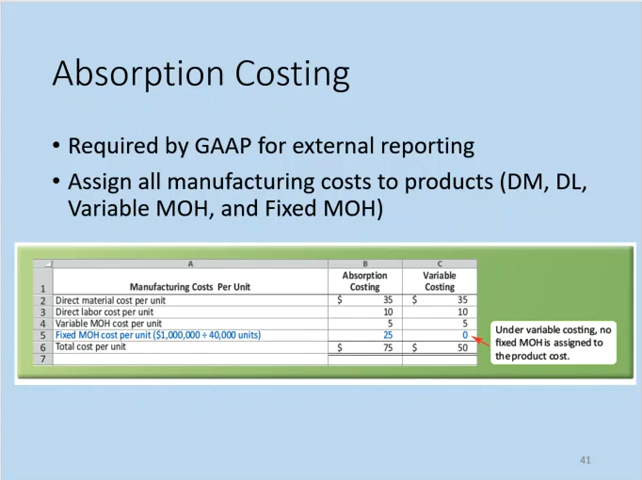 Absorption Costing
• Required by GAAP for external reporting
• Assign all manufacturing costs to products (DM, DL,
Variable MOH, and Fixed MOH)
A B C
1 Manufacturing Costs Per Unit Absorption Costing Variable Costing
2 Direct material cost per unit $ 35 $ 35
3 Direct labor cost per unit 10 10
4 Variable MOH cost per unit 5 5
5 Fixed MOH cost per unit ($1,000,000 ÷ 40,000 units) 25 0
6 Total cost per unit $ 75 $ 50
7
Under variable costing, no
fixed MOH is assigned to
the product cost.
41